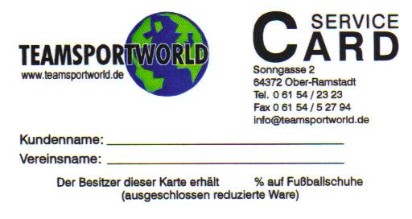 TEAMSPORTWORLD
www.teamsportworld.de
SERVICE
CARD
Sonngasse 2
64372 Ober-Ramstadt
Tel. 0 61 54 / 23 23
Fax 0 61 54 / 5 27 94
info@teamsportworld.de
Kundenname:
Vereinsname:
Der Besitzer dieser Karte erhält % auf Fußballschuhe
(ausgeschlossen reduzierte Ware)